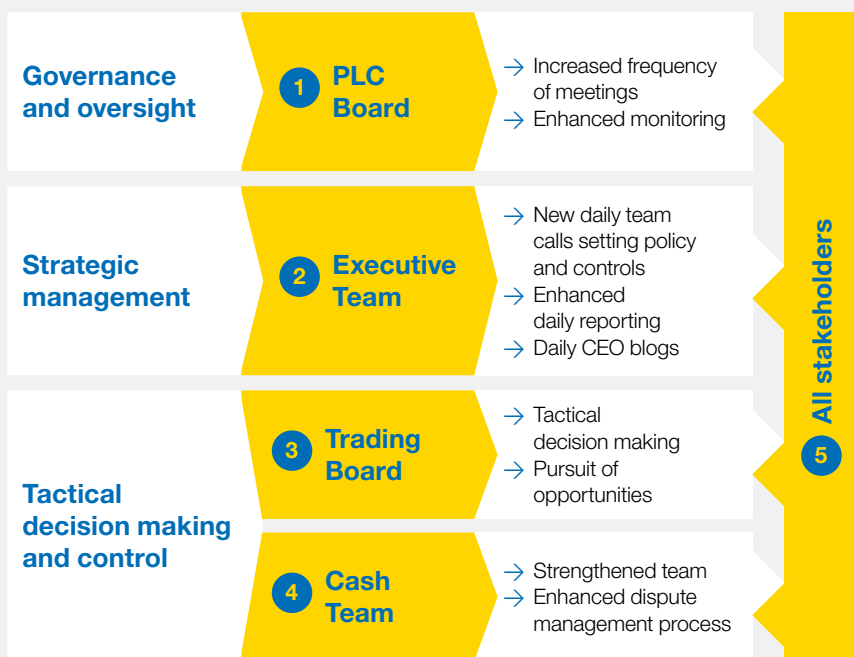 Governance
and oversight
1
PLC
Board
→ Increased frequency
of meetings
→ Enhanced monitoring
Strategic
management
2
Executive
Team
→ New daily team
calls setting policy
and controls
→ Enhanced
daily reporting
→ Daily CEO blogs
Tactical
decision making
and control
3
Trading
Board
→ Tactical
decision making
→ Pursuit of
opportunities
4
Cash
Team
→ Strengthened team
→ Enhanced dispute
management process
5 All stakeholders